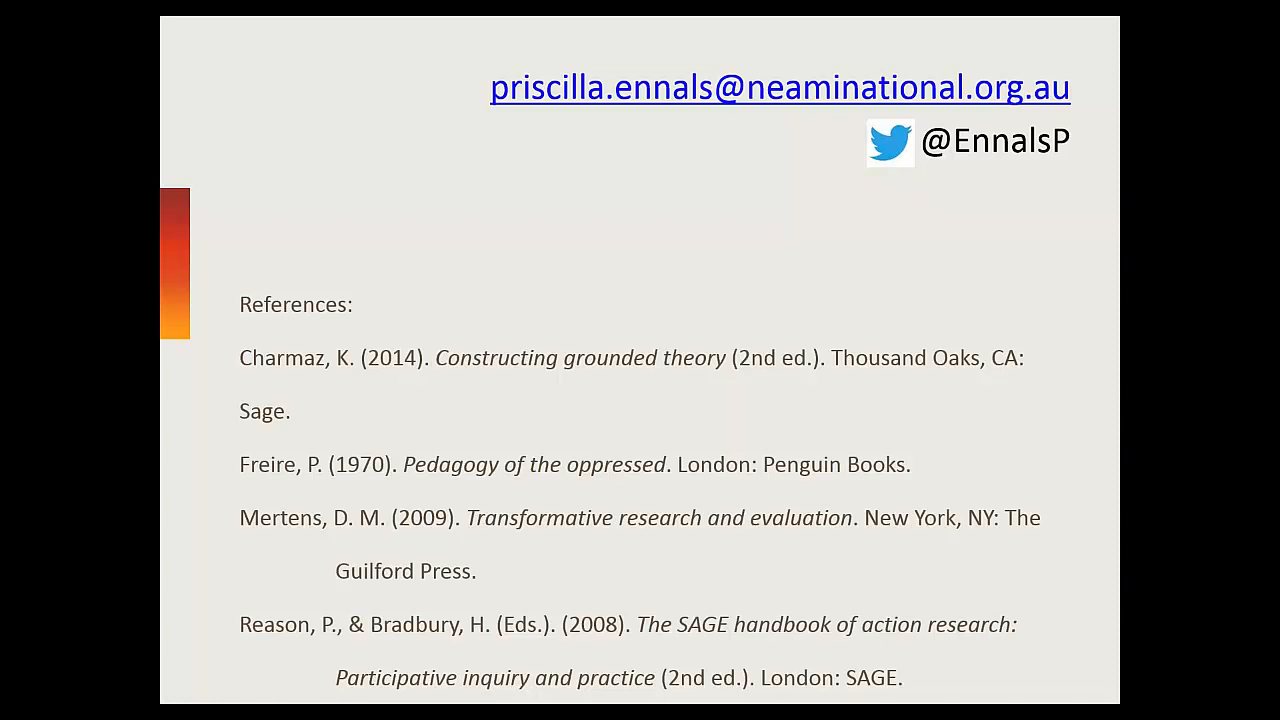 priscilla.ennals@neaminational.org.au
@EnnalsP
References:
Charmaz, K. (2014). Constructing grounded theory (2nd ed.). Thousand Oaks, CA:
Sage.
Freire, P. (1970). Pedagogy of the oppressed. London: Penguin Books.
Mertens, D. M. (2009). Transformative research and evaluation. New York, NY: The
Guilford Press.
Reason, P., & Bradbury, H. (Eds.). (2008). The SAGE handbook of action research:
Participative inquiry and practice (2nd ed.). London: SAGE.